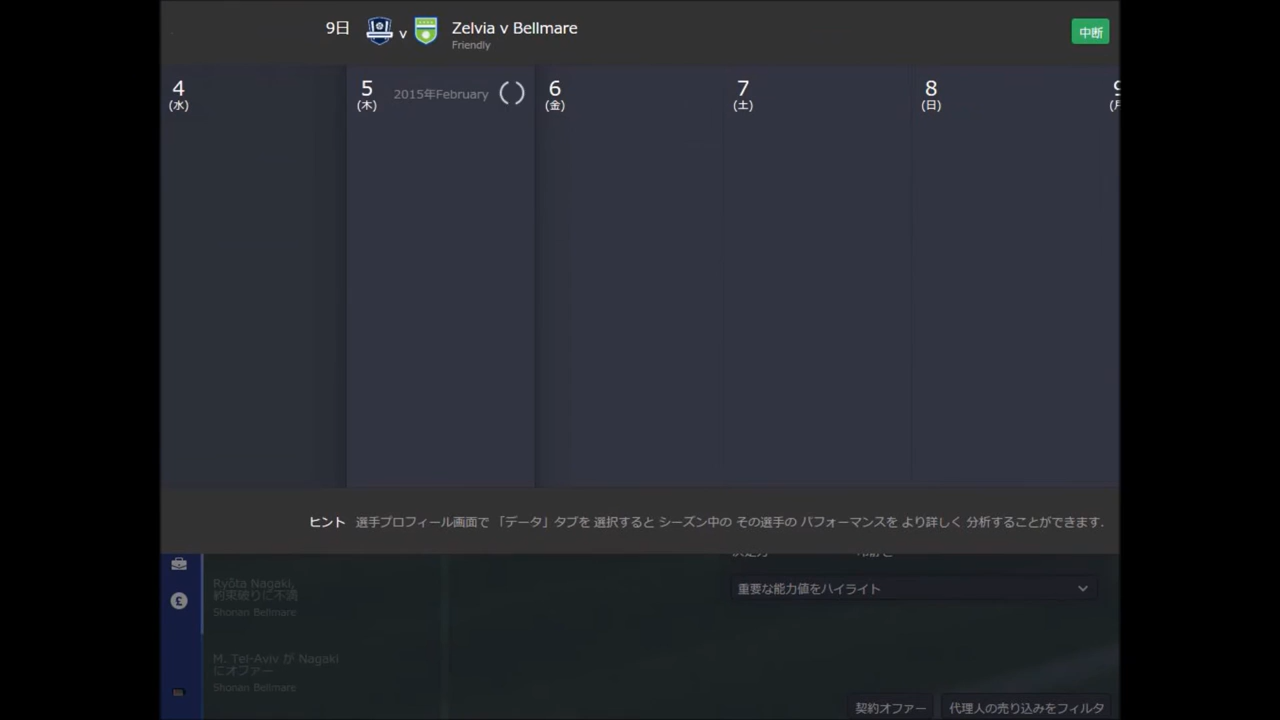 9日
v
Zelvia v Bellmare
Friendly
中断
4
(水)
5
(木)
2015年February
6
(金)
7
(土)
8
(日)
ヒント 選手プロフィール画面で 「データ」タブを 選択すると シーズン中の その選手の パフォーマンスを より詳しく 分析することができます.
重要な能力値をハイライト
Ryōta Nagaki,
約束破りに不満
Shonan Bellmare
M. Tel-Aviv が Nagaki
にオファー
Shonan Bellmare
契約オファー
代理人の売り込みをフィルタ